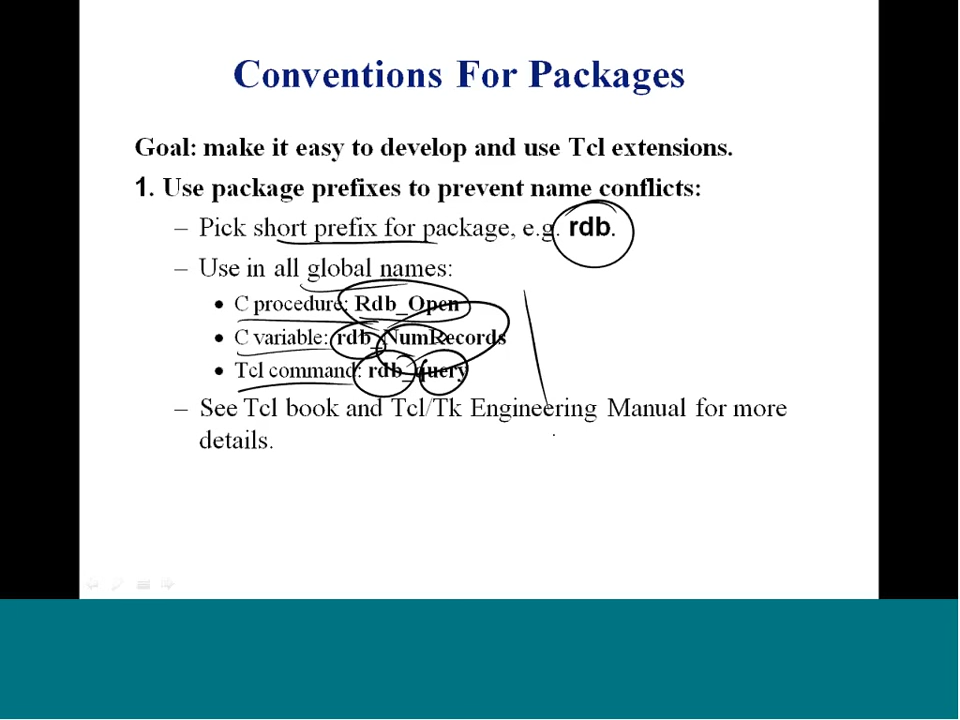 Conventions For Packages
Goal: make it easy to develop and use Tcl extensions.
1. Use package prefixes to prevent name conflicts:
– Pick short prefix for package, e.g. rdb.
– Use in all global names:
• C procedure: Rdb_Open
• C variable: rdb_NumRecords
• Tcl command: rdb_query
– See Tcl book and Tcl/Tk Engineering Manual for more
details.